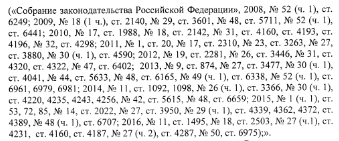 («Собрание законодательства Российской Федерации», 2008, № 52 (ч. 1), ст.
6249; 2009, № 18 (1 ч.), ст. 2140, № 29, ст. 3601, № 48, ст. 5711, № 52 (ч. 1),
ст. 6441; 2010, № 17, ст. 1988, № 18, ст. 2142, № 31, ст. 4160, ст. 4193, ст.
4196, № 32, ст. 4298; 2011, № 1, ст. 20, № 17, ст. 2310, № 23, ст. 3263, № 27,
ст. 3880, № 30 (ч. 1), ст. 4590; 2012, № 19, ст. 2281, № 26, ст. 3446, № 31, ст.
4320, ст. 4322, № 47, ст. 6402; 2013, № 9, ст. 874, № 27, ст. 3477, № 30 (ч. 1),
ст. 4041, № 44, ст. 5633, № 48, ст. 6165, № 49 (ч. 1), ст. 6338, № 52 (ч. 1), ст.
6961, 6979, 6981; 2014, № 11, ст. 1092, 1098, № 26 (ч. 1), ст. 3366, № 30 (ч. 1),
ст. 4220, 4235, 4243, 4256, № 42, ст. 5615, № 48, ст. 6659; 2015, № 1 (ч. 1), ст.
53, 72, 85, № 14, ст. 2022, № 27, ст. 3950, № 29 (ч. 1), ст. 4339, 4362, 4372, ст.
4389, № 48 (ч. 1), ст. 6707; 2016, № 11, ст. 1495, № 18, ст. 2503, № 27 (ч.1), ст.
4231, ст. 4160, ст. 4187, № 27 (ч. 2), ст. 4287, № 50, ст. 6975);».